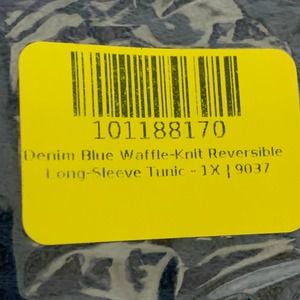 101188170
Denim Blue Waffle-Knit Reversible
Long-Sleeve Tunic - 1X | 9037